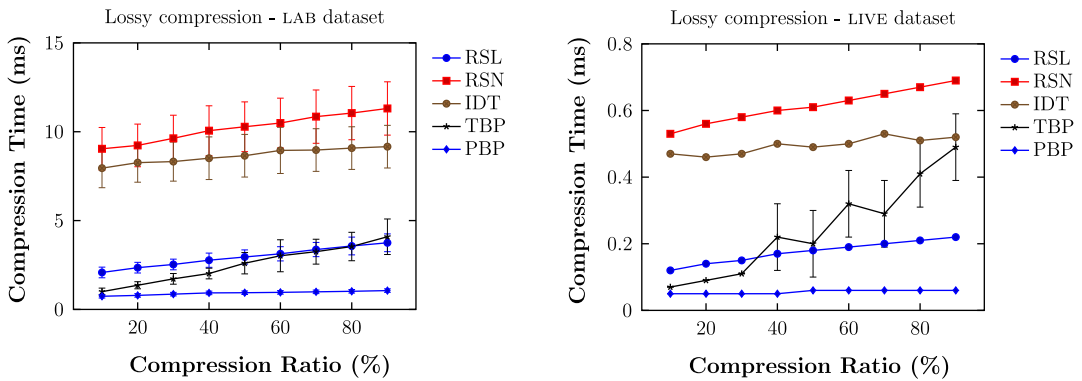 Lossy compression - LAB dataset
15
10
5
0
20 40 60 80
Compression Time (ms)
Compression Ratio (%)
RSL
RSN
IDT
TBP
PBP
Lossy compression - LIVE dataset
0.8
0.6
0.4
0.2
0
20 40 60 80
Compression Time (ms)
Compression Ratio (%)
RSL
RSN
IDT
TBP
PBP